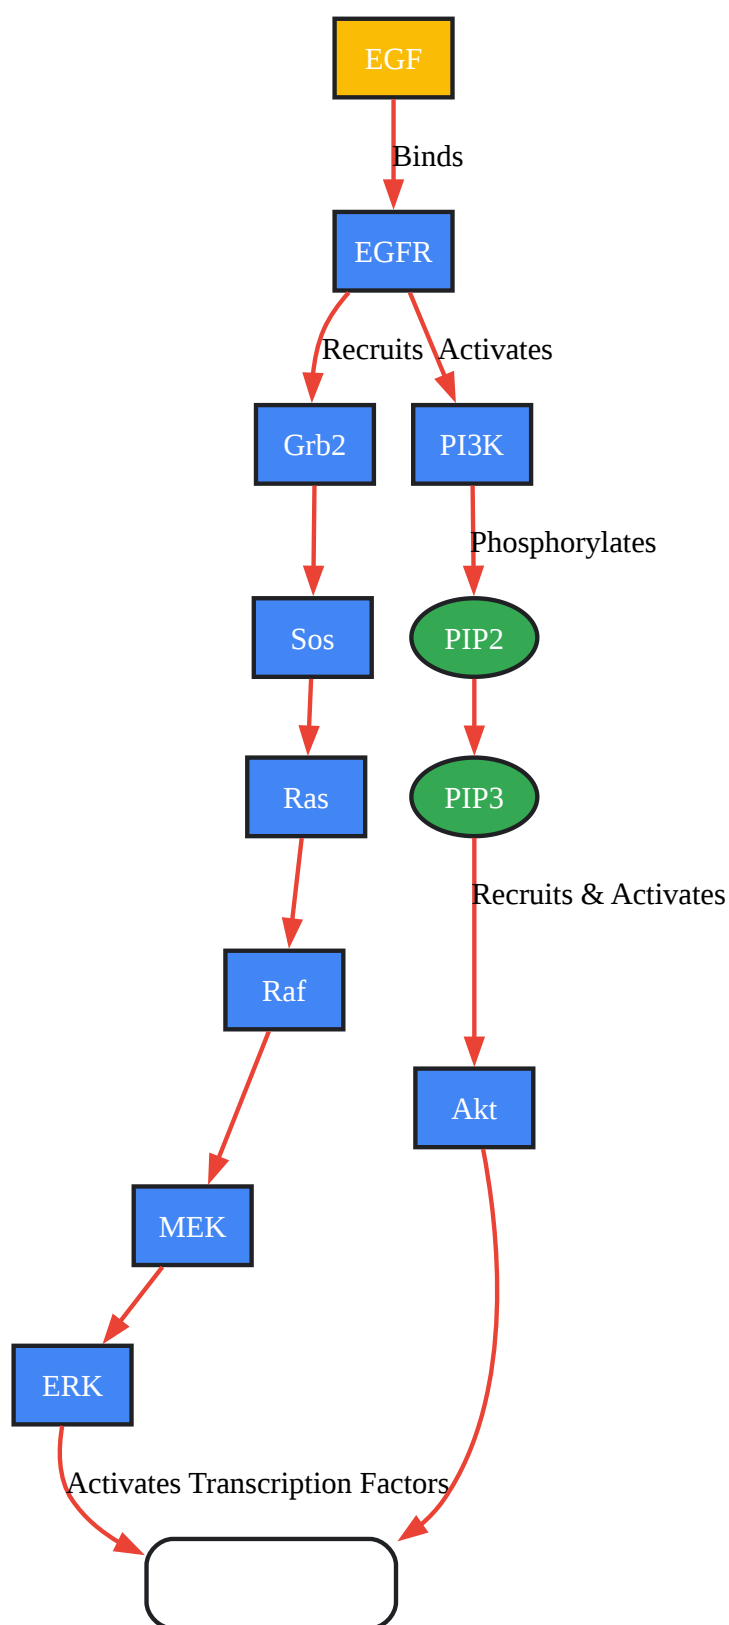 EGF
Binds
EGFR
Recruits
Activates
Grb2
PI3K
Phosphorylates
Sos
PIP2
Ras
PIP3
Recruits & Activates
Raf
Akt
MEK
ERK
Activates Transcription Factors